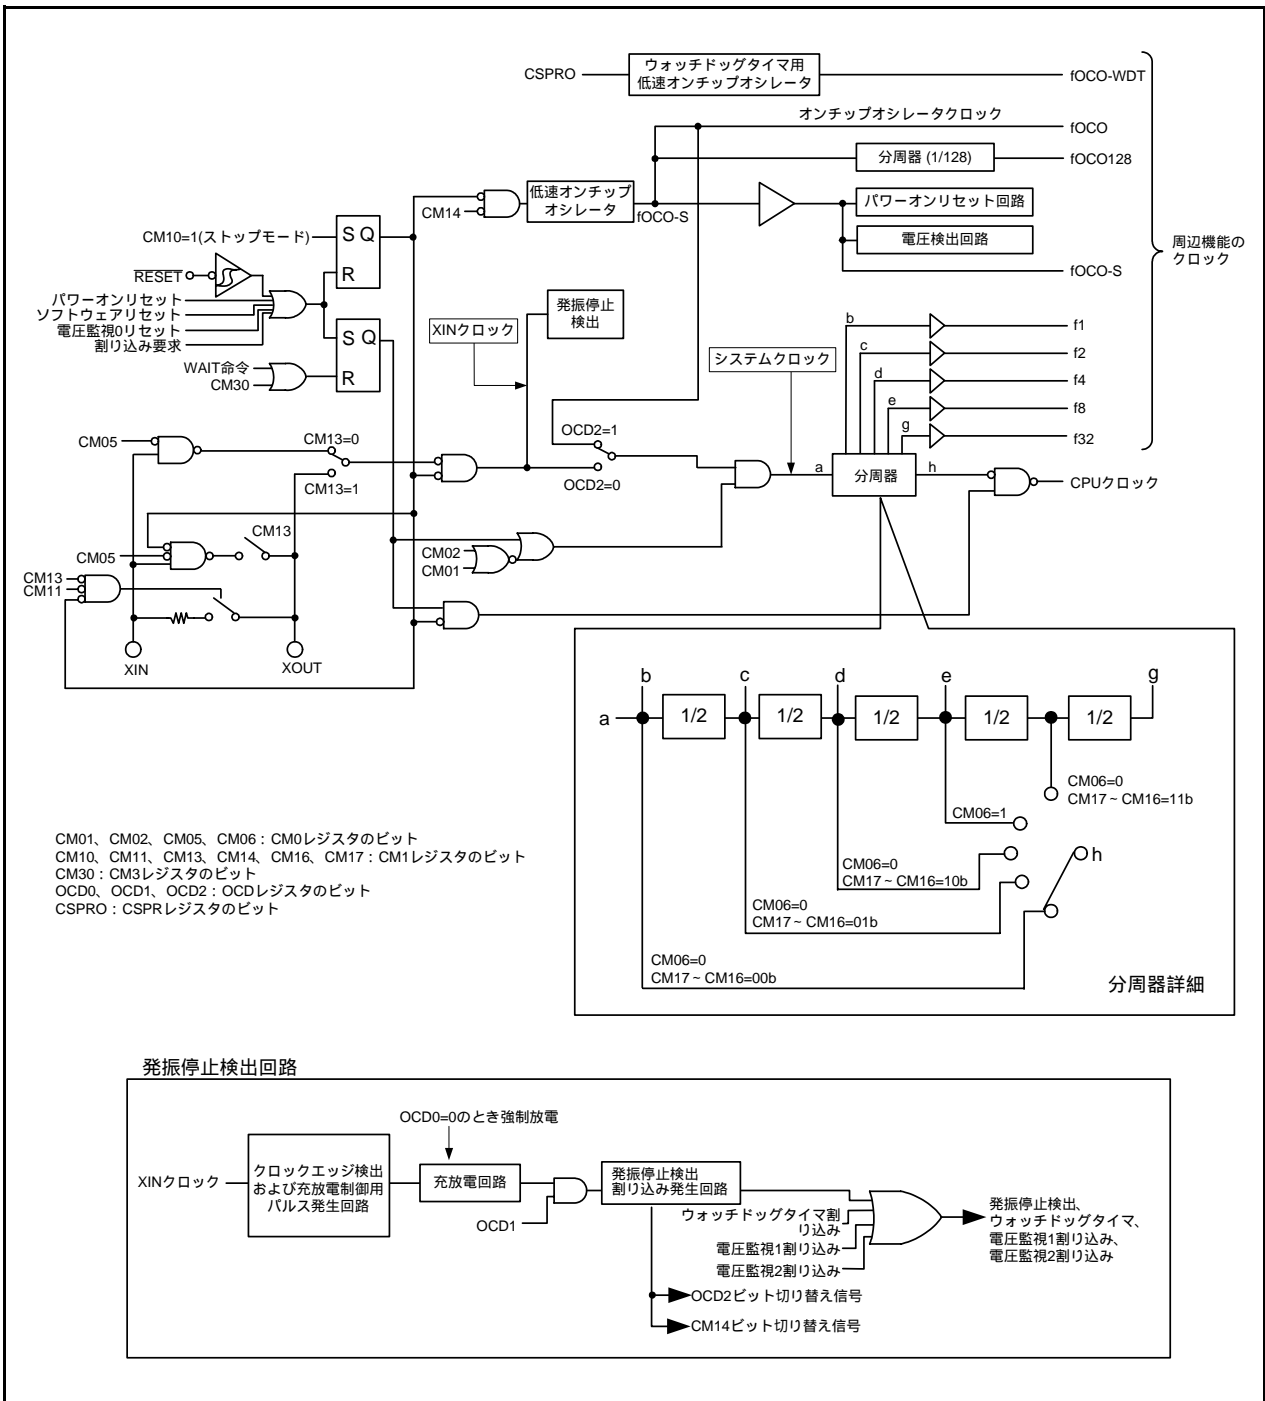 CSPRO
ウォッチドッグタイマ用
低速オンチップオシレータ
fOCO-WDT
オンチップオシレータクロック
fOCO
分周器 (1/128)
fOCO128
CM14
低速オンチップ
オシレータ
fOCO-S
パワーオンリセット回路
電圧検出回路
fOCO-S
周辺機能の
クロック
CM10=1(ストップモード)
S Q
R
RESET
パワーオンリセット
ソフトウェアリセット
電圧監視0リセット
割り込み要求
S Q
R
WAIT命令
CM30
発振停止
検出
XINクロック
システムクロック
b
f1
c
f2
d
f4
e
f8
g
f32
CM05
CM13=0
CM13=1
OCD2=1
OCD2=0
a
分周器
h
CPUクロック
CM13
CM05
CM13
CM11
CM02
CM01
XIN
XOUT
b
c
d
e
g
a
1/2
1/2
1/2
1/2
1/2
CM06=0
CM17~CM16=11b
CM06=1
h
CM06=0
CM17~CM16=10b
CM06=0
CM17~CM16=01b
CM06=0
CM17~CM16=00b
分周器詳細
CM01、CM02、CM05、CM06:CM0レジスタのビット
CM10、CM11、CM13、CM14、CM16、CM17:CM1レジスタのビット
CM30:CM3レジスタのビット
OCD0、OCD1、OCD2:OCDレジスタのビット
CSPRO:CSPRレジスタのビット
発振停止検出回路
OCD0=0のとき強制放電
XINクロック
クロックエッジ検出
および充放電制御用
パルス発生回路
充放電回路
OCD1
発振停止検出
割り込み発生回路
ウォッチドッグタイマ割
り込み
電圧監視1割り込み
電圧監視2割り込み
発振停止検出、
ウォッチドッグタイマ、
電圧監視1割り込み、
電圧監視2割り込み
OCD2ビット切り替え信号
CM14ビット切り替え信号